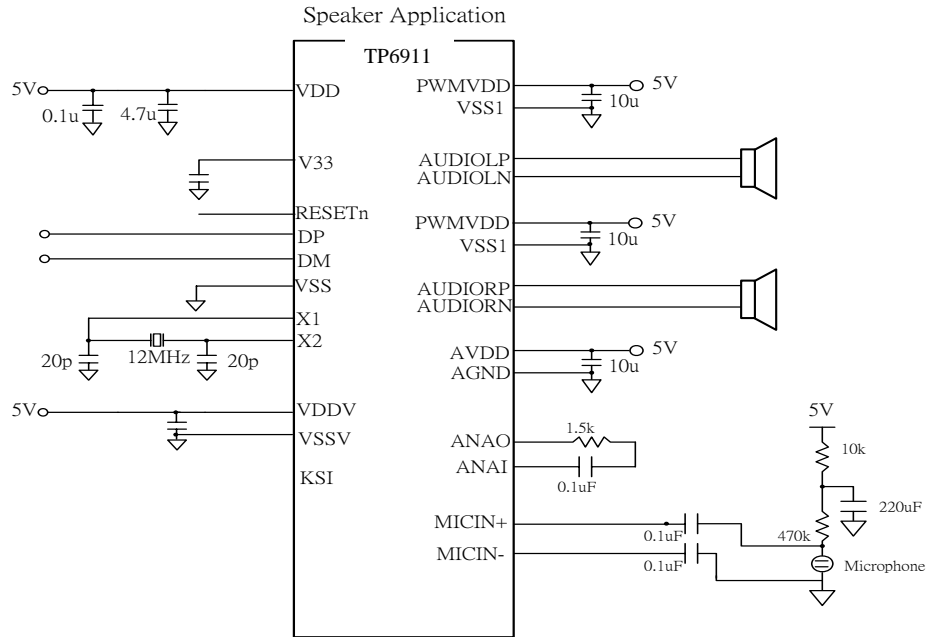 Speaker Application
TP6911
5V
VDD
0.1u
4.7u
V33
RESETn
DP
DM
VSS
X1
X2
20p
12MHz
20p
5V
VDDV
VSSV
KSI
PWMVDD
5V
10u
VSS1
AUDIOLP
AUDIOLN
PWMVDD
5V
10u
VSS1
AUDIORP
AUDIORN
AVDD
5V
10u
AGND
ANAO
1.5k
ANAI
0.1uF
MICIN+
0.1uF
MICIN-
0.1uF
5V
10k
220uF
470k
Microphone